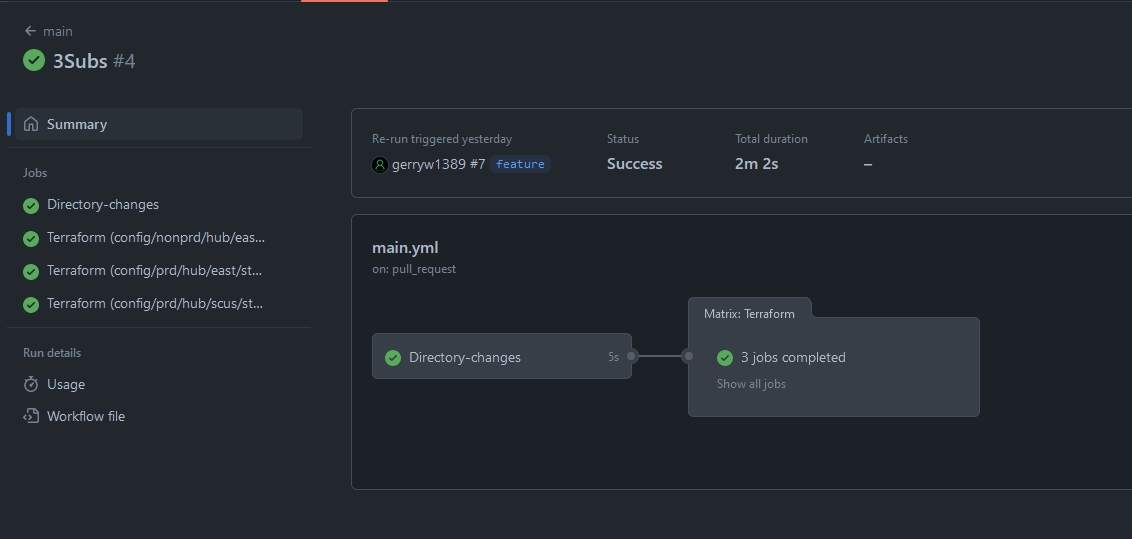 main
3Subs #4
Summary
Jobs
Directory-changes
Terraform (config/nonprd/hub/eas...
Terraform (config/prd/hub/east/st...
Terraform (config/prd/hub/scus/st...
Run details
Usage
Workflow file
Re-run triggered yesterday
gerryw1389 #7 feature
Status
Success
Total duration
2m 2s
Artifacts
–
main.yml
on: pull_request
Directory-changes 5s
Matrix: Terraform
3 jobs completed
Show all jobs